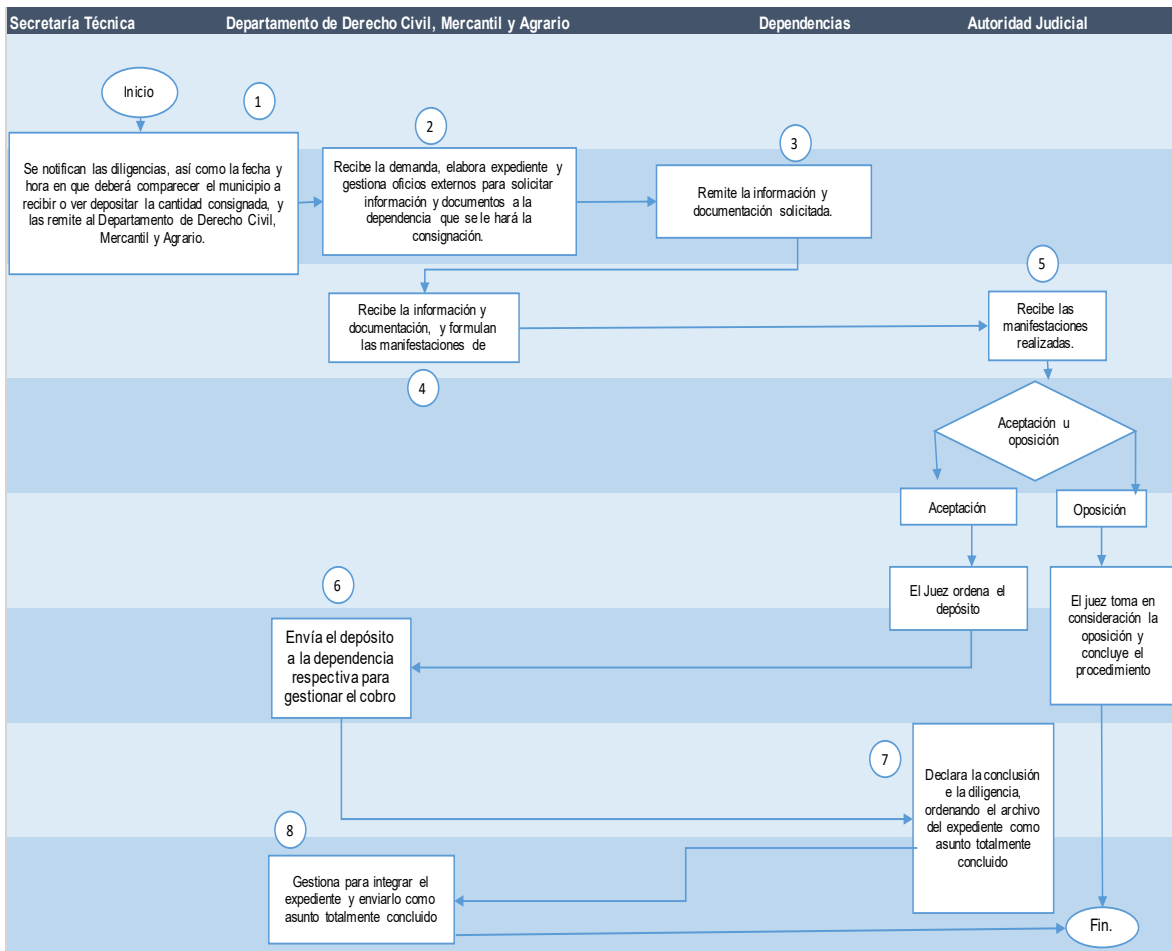 Secretaría Técnica
Departamento de Derecho Civil, Mercantil y Agrario
Dependencias
Autoridad Judicial
Inicio
1
Se notifican las diligencias, así como la fecha y
hora en que deberá comparecer el municipio a
recibir o ver depositar la cantidad consignada, y
las remite al Departamento de Derecho Civil,
Mercantil y Agrario.
2
Recibe la demanda, elabora expediente y
gestiona oficios externos para solicitar
información y documentos a la
dependencia que se le hará la
consignación.
3
Remite la información y
documentación solicitada.
Recibe la información y
documentación, y formulan
las manifestaciones de
4
5
Recibe las
manifestaciones
realizadas.
Aceptación u
oposición
Aceptación
Oposición
El Juez ordena el
depósito
El juez toma en
consideración la
oposición y
concluye el
procedimiento
6
Envía el depósito
a la dependencia
respectiva para
gestionar el cobro
7
Declara la conclusión
e la diligencia,
ordenando el archivo
del expediente como
asunto totalmente
concluido
8
Gestiona para integrar el
expediente y enviarlo como
asunto totalmente concluido
Fin.